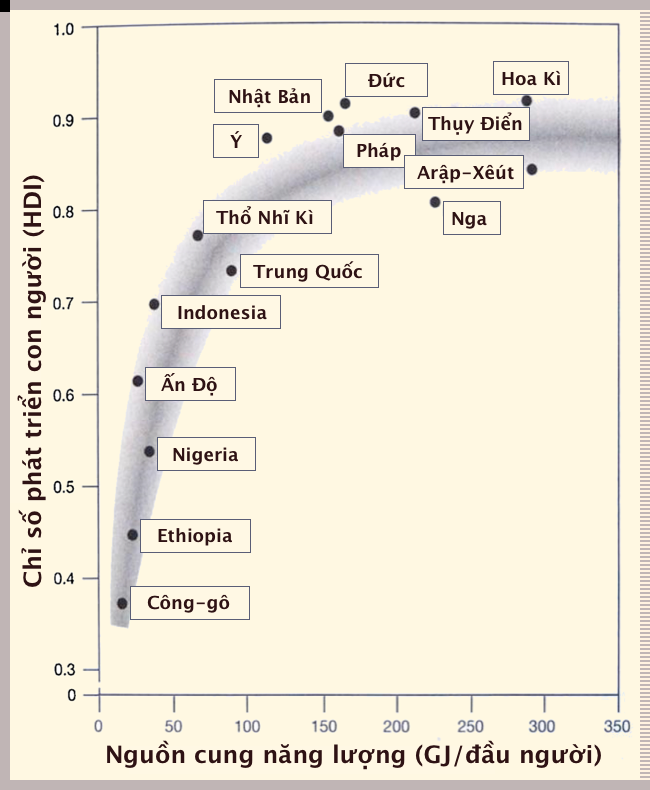 1.0
0.9
0.8
0.7
0.6
0.5
0.4
0.3
0
Chỉ số phát triển con người (HDI)
Hoa Kì
Đức
Nhật Bản
Thụy Điển
Ý
Pháp
Arập-Xêút
Thổ Nhĩ Kì
Nga
Trung Quốc
Indonesia
Ấn Độ
Nigeria
Ethiopia
Công-gô
0 50 100 150 200 250 300 350
Nguồn cung năng lượng (GJ/đầu người)